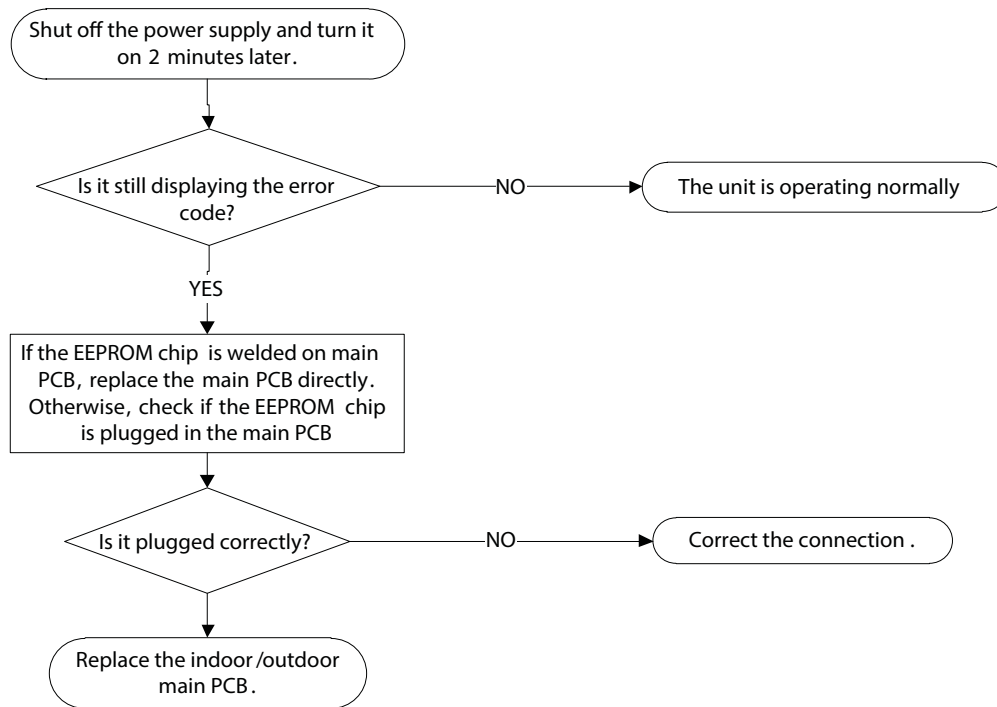 Shut off the power supply and turn it
on 2 minutes later.
Is it still displaying the error
code?
NO
The unit is operating normally
YES
If the EEPROM chip is welded on main
PCB, replace the main PCB directly.
Otherwise, check if the EEPROM chip
is plugged in the main PCB
Is it plugged correctly?
NO
Correct the connection.
Replace the indoor/outdoor
main PCB.